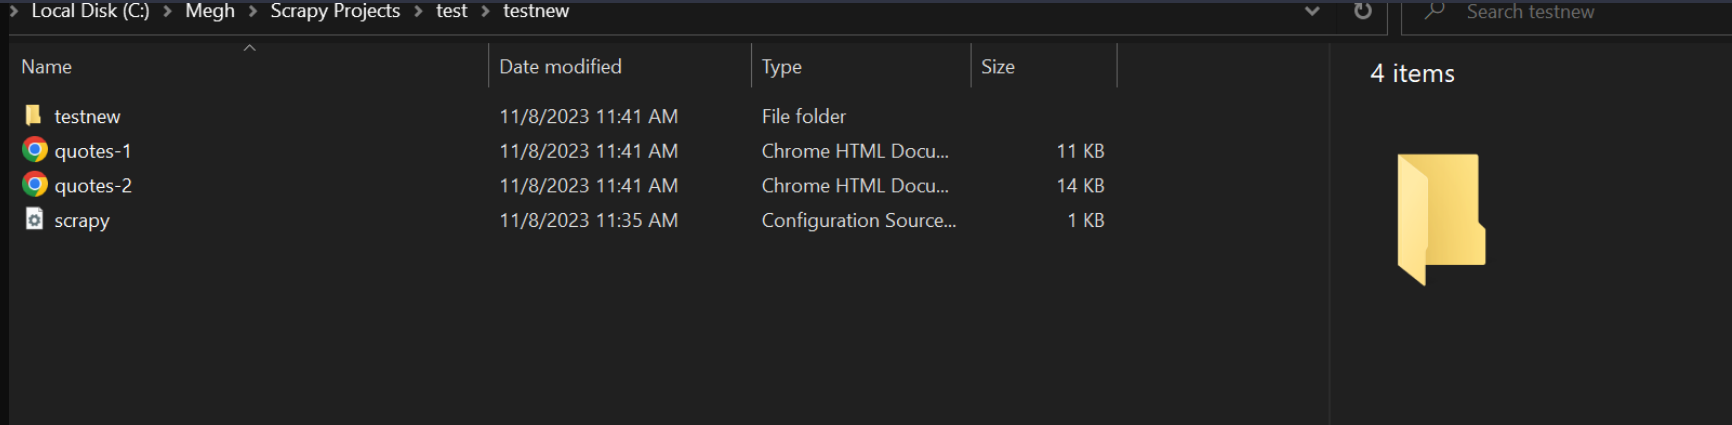 Local Disk (C:) > Megh > Scrapy Projects > test > testnew
Search testnew
Name Date modified Type Size
4 items
testnew 11/8/2023 11:41 AM File folder
quotes-1 11/8/2023 11:41 AM Chrome HTML Docu... 11 KB
quotes-2 11/8/2023 11:41 AM Chrome HTML Docu... 14 KB
scrapy 11/8/2023 11:35 AM Configuration Source... 1 KB